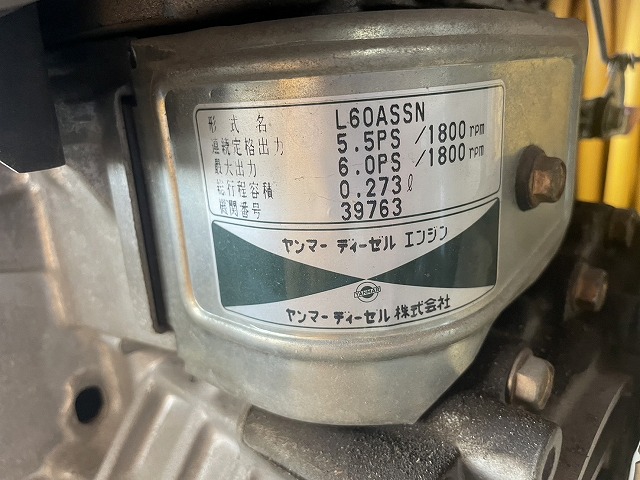 形式名 L60ASSN
連続定格出力 5.5PS /1800rpm
最大出力 6.0PS /1800rpm
総行程容積 0.273ℓ
機関番号 39763
ヤンマー ディーゼル エンジン
YANMAR
ヤンマー ディーゼル 株式会社